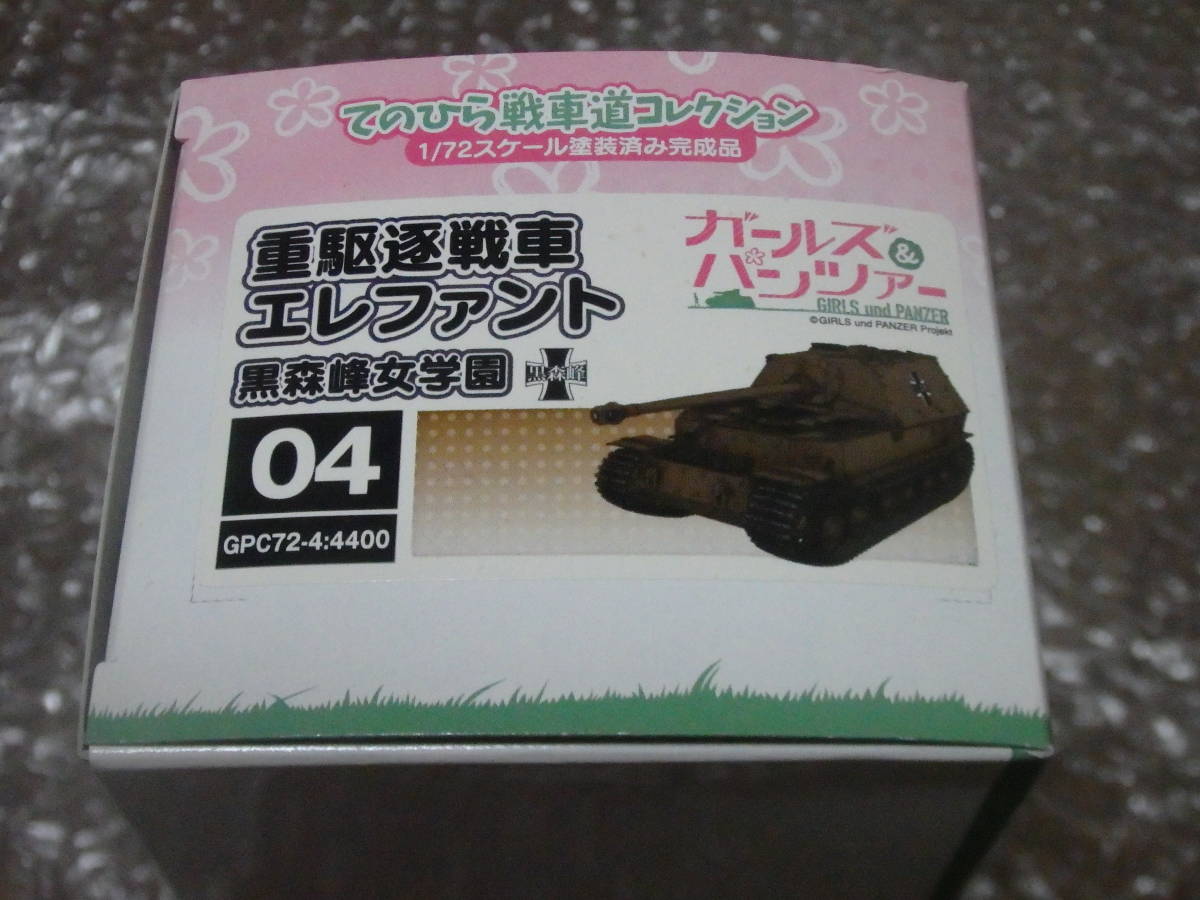 てのひら戦車道コレクション
1/72スケール塗装済み完成品
重駆逐戦車
エレファント
黒森峰女学園
黒森峰
04
GPC72-4:4400
ガールズ&
パンツァー
GIRLS und PANZER
©GIRLS und PANZER Projekt